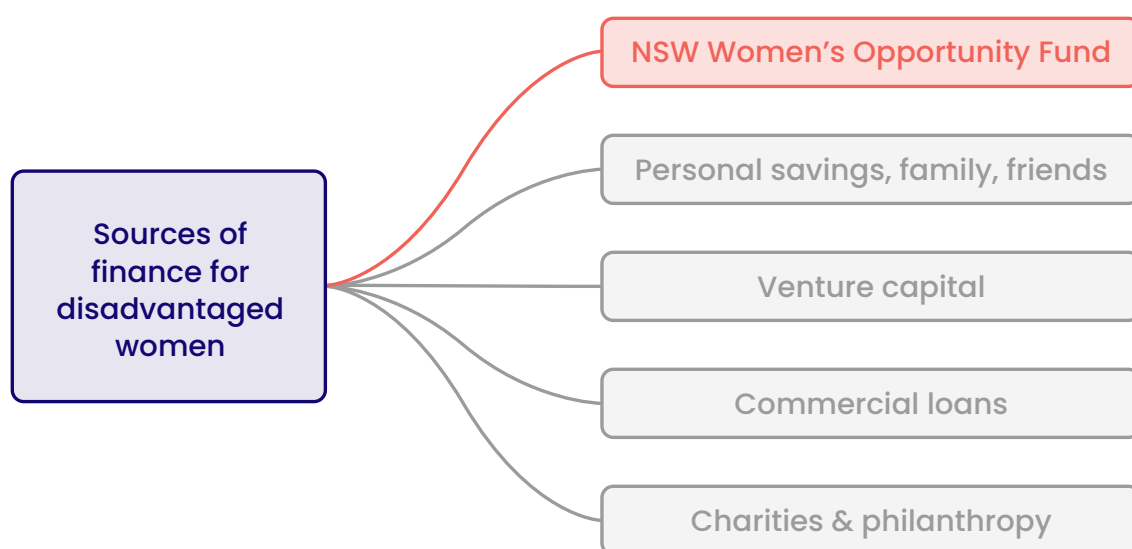 Sources of
finance for
disadvantaged
women
NSW Women’s Opportunity Fund
Personal savings, family, friends
Venture capital
Commercial loans
Charities & philanthropy